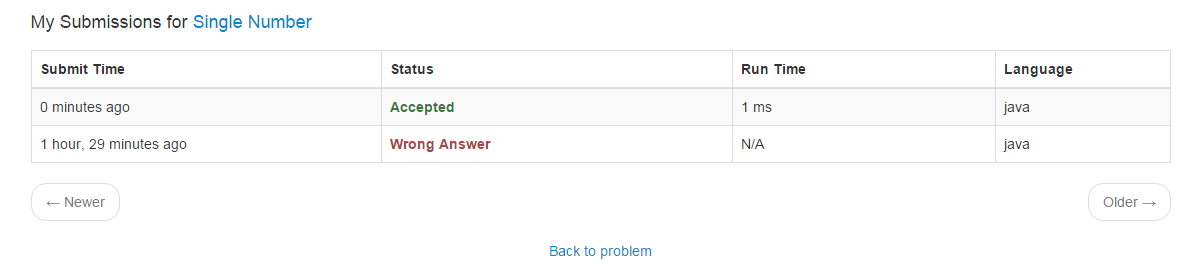 My Submissions for Single Number
Submit Time Status Run Time Language
0 minutes ago Accepted 1 ms java
1 hour, 29 minutes ago Wrong Answer N/A java
← Newer Older →
Back to problem